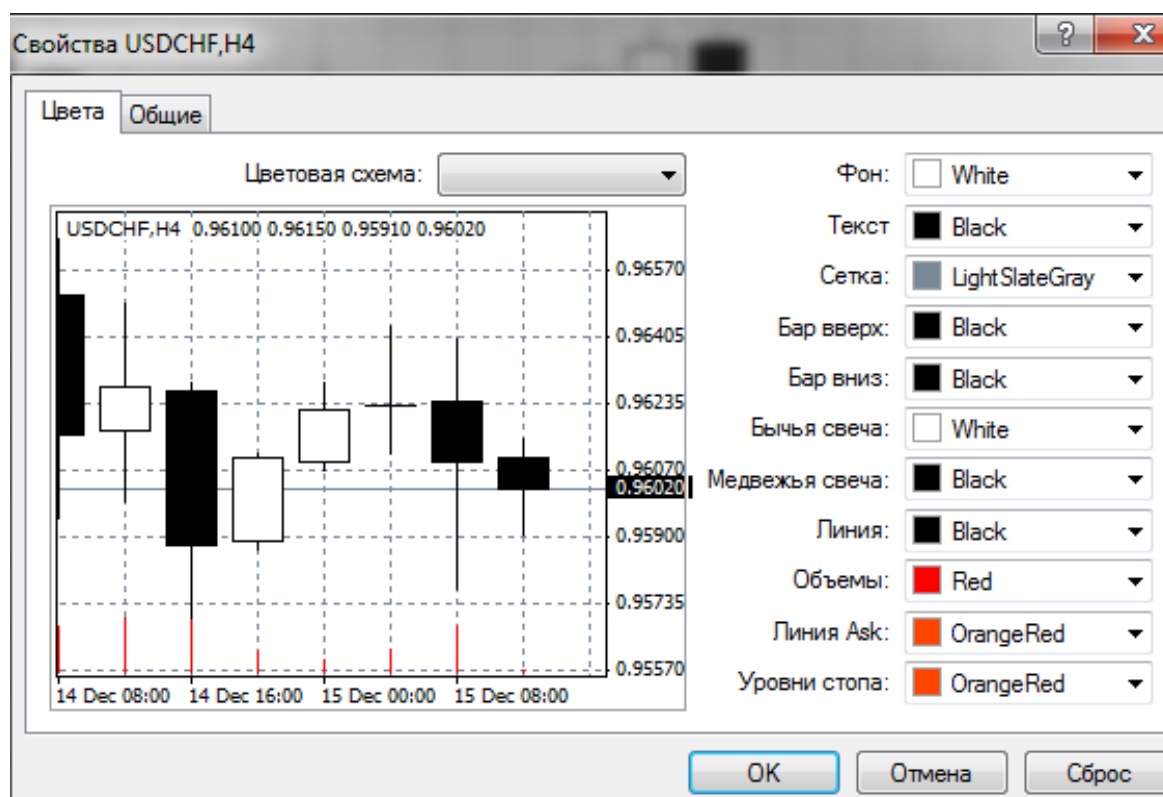 Свойства USDCHF,H4
Цвета
Общие
Цветовая схема:
USDCHF,H4 0.96100 0.96150 0.95910 0.96020
0.96570
0.96405
0.96235
0.96070
0.96020
0.95900
0.95735
0.95570
14 Dec 08:00 14 Dec 16:00 15 Dec 00:00 15 Dec 08:00
Фон: White
Текст Black
Сетка: LightSlateGray
Бар вверх: Black
Бар вниз: Black
Бычья свеча: White
Медвежья свеча: Black
Линия: Black
Объемы: Red
Линия Ask: OrangeRed
Уровни стопа: OrangeRed
OK Отмена Сброс